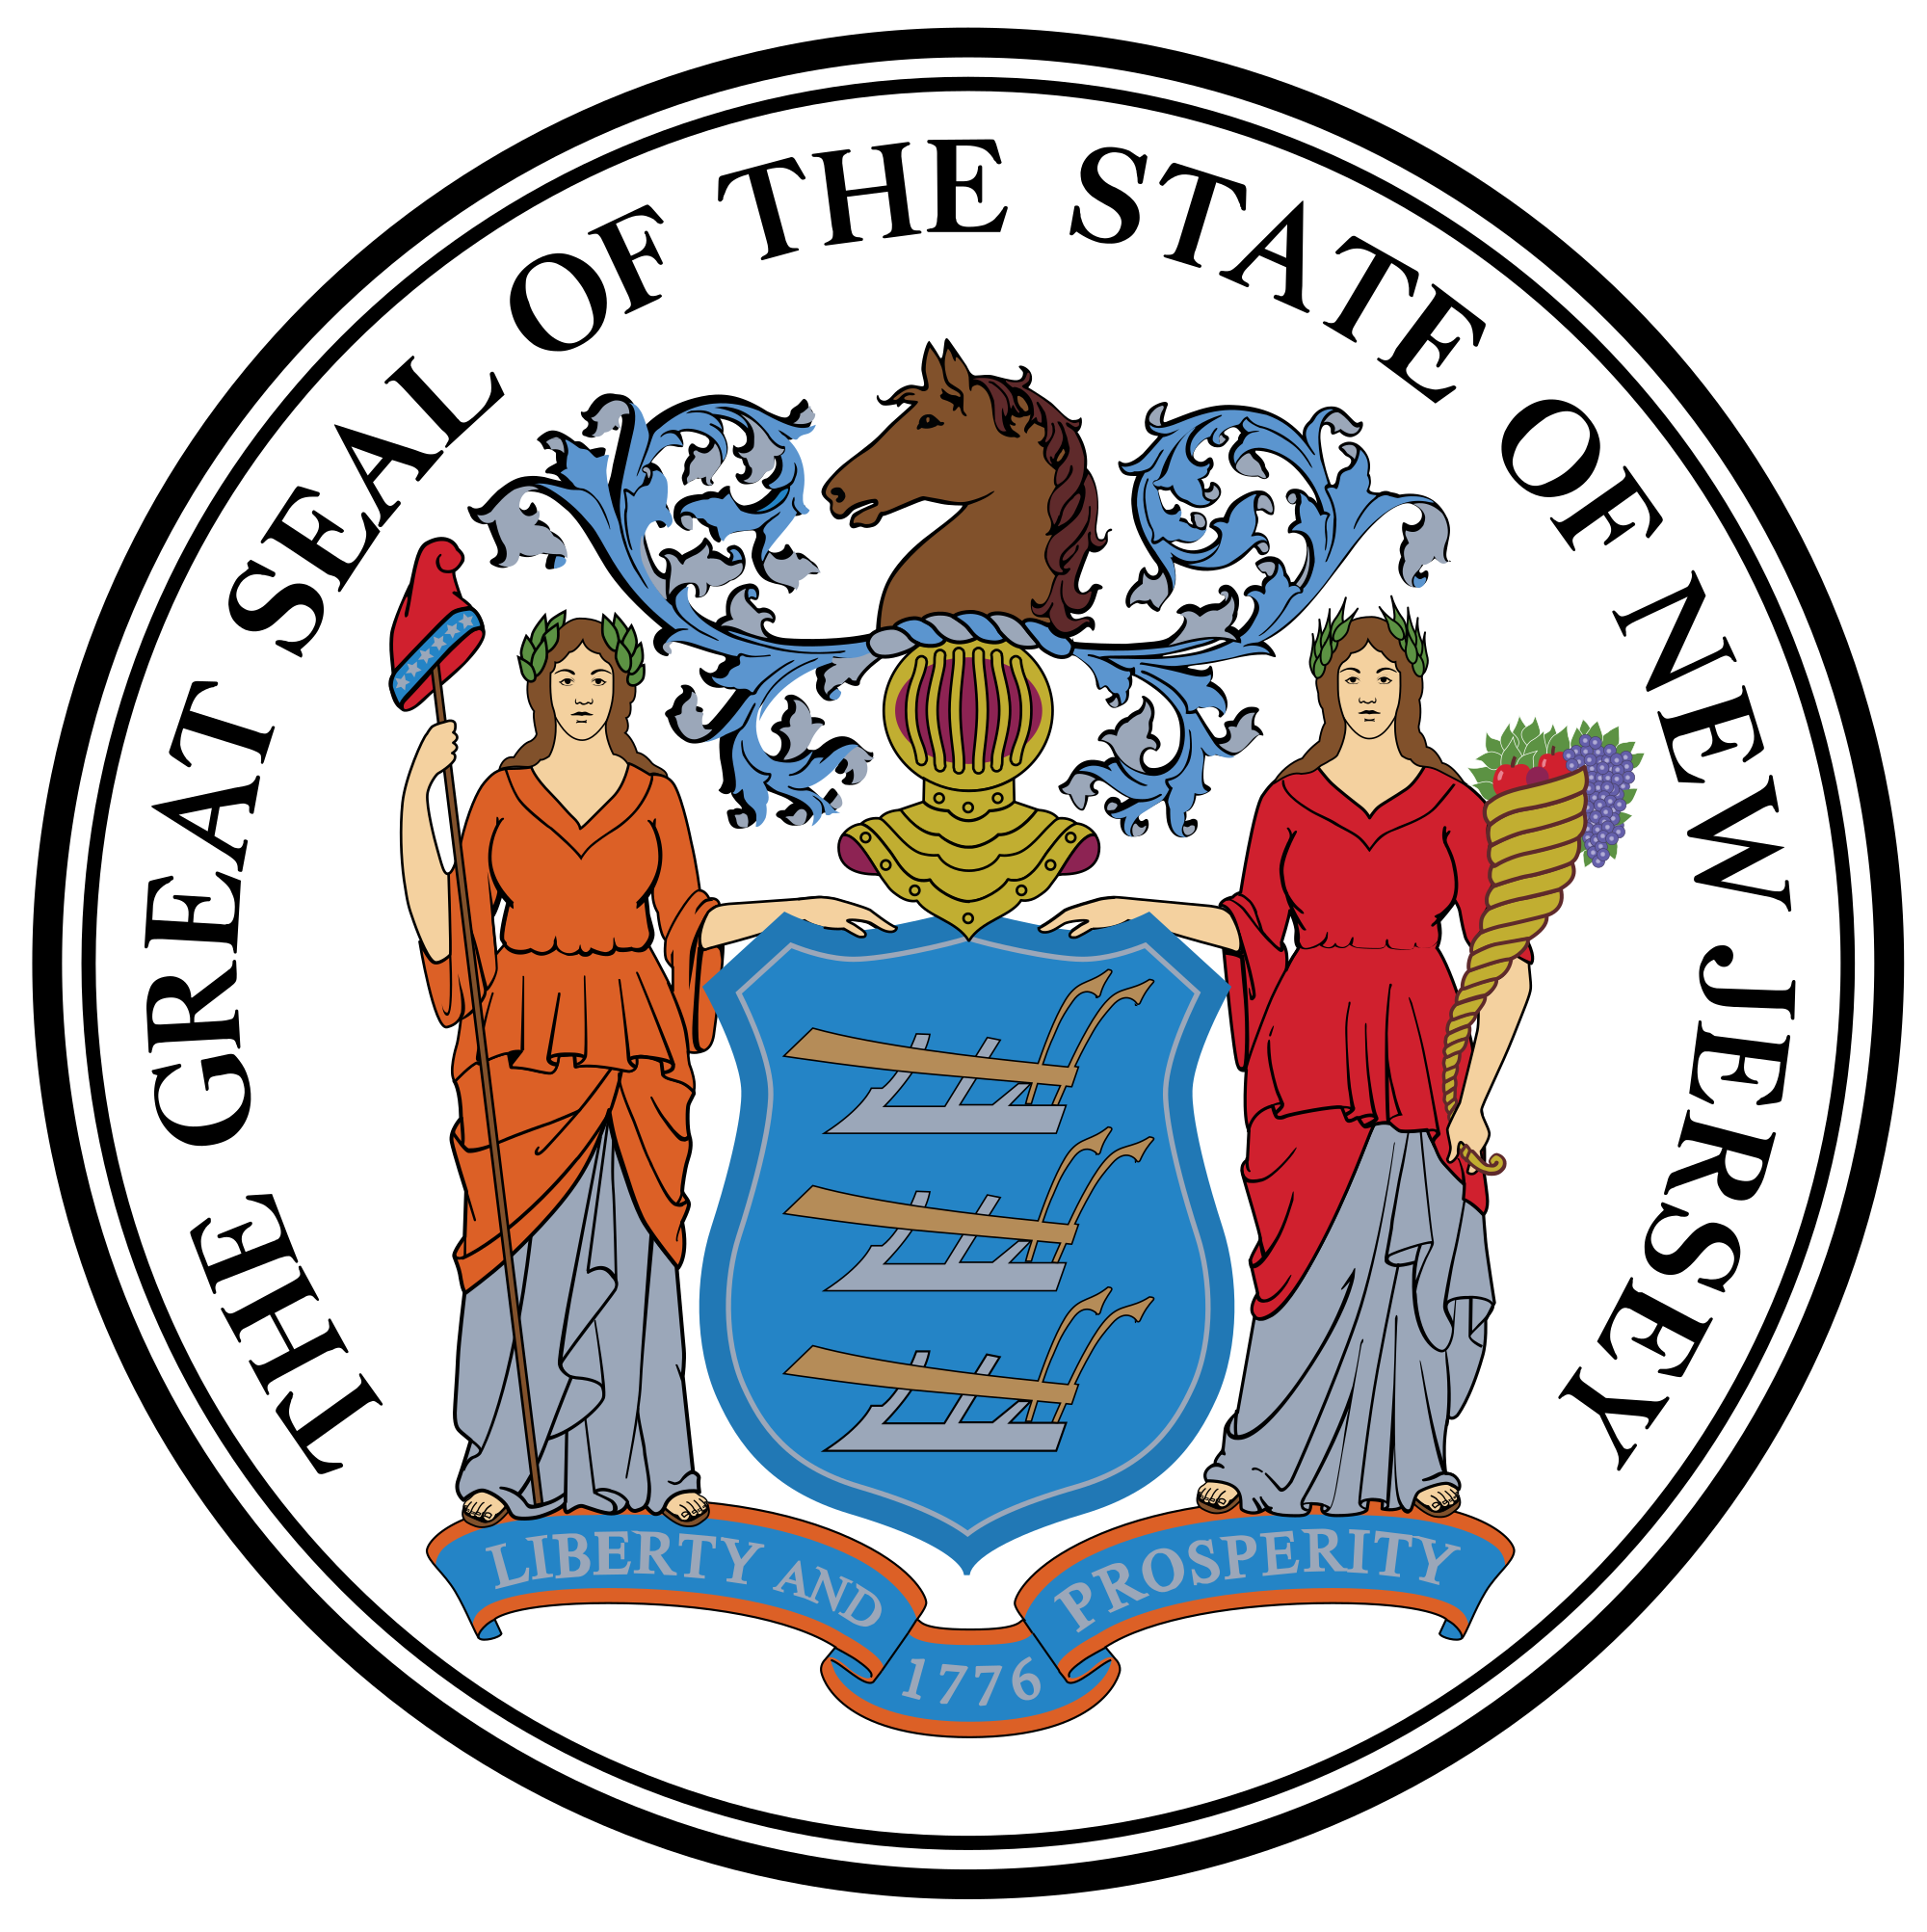 THE GREAT SEAL OF THE STATE OF NEW JERSEY
LIBERTY AND
PROSPERITY
1776